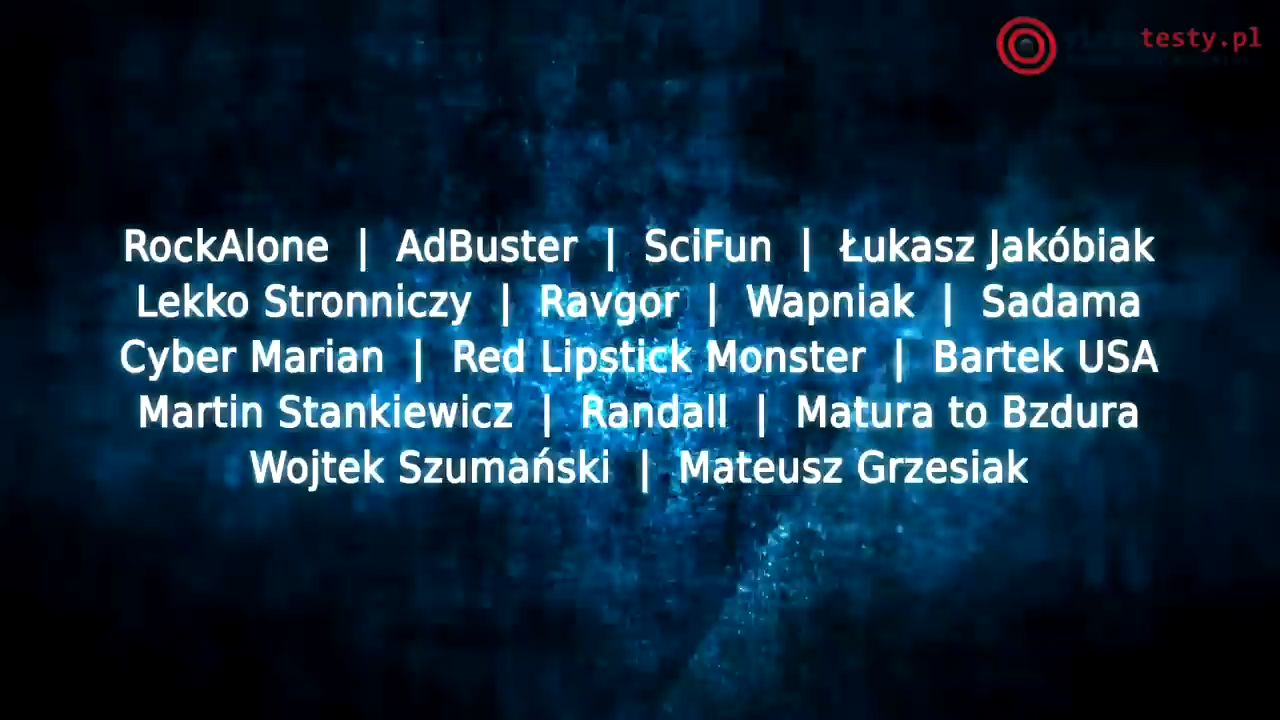 testy.pl
RockAlone | AdBuster | SciFun | Łukasz Jakóbiak
Lekko Stronniczy | Ravgor | Wapniak | Sadama
Cyber Marian | Red Lipstick Monster | Bartek USA
Martin Stankiewicz | Randall | Matura to Bzdura
Wojtek Szumański | Mateusz Grzesiak